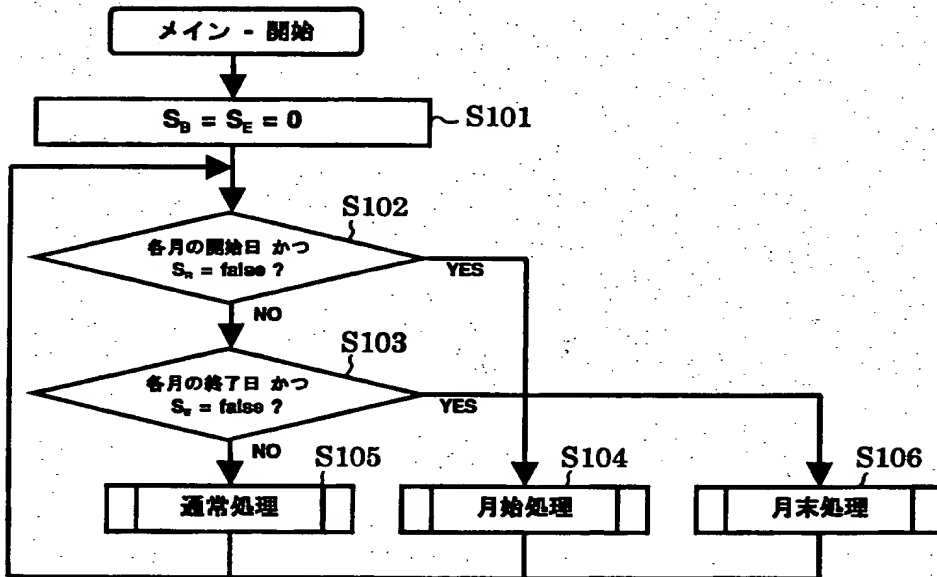 メイン - 開始
S_B = S_E = 0
S101
S102
各月の開始日 かつ
S_B = false ?
YES
NO
S103
各月の終了日 かつ
S_E = false ?
YES
NO
S105
S104
S106
通常処理
月始処理
月末処理